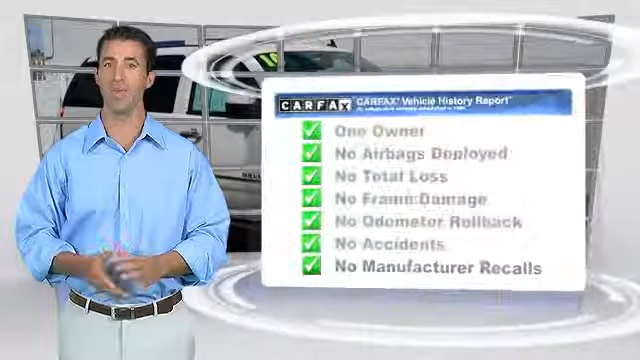 CARFAX CARFAX Vehicle History Report™
One Owner
No Airbags Deployed
No Total Loss
No Frame Damage
No Odometer Rollback
No Accidents
No Manufacturer Recalls